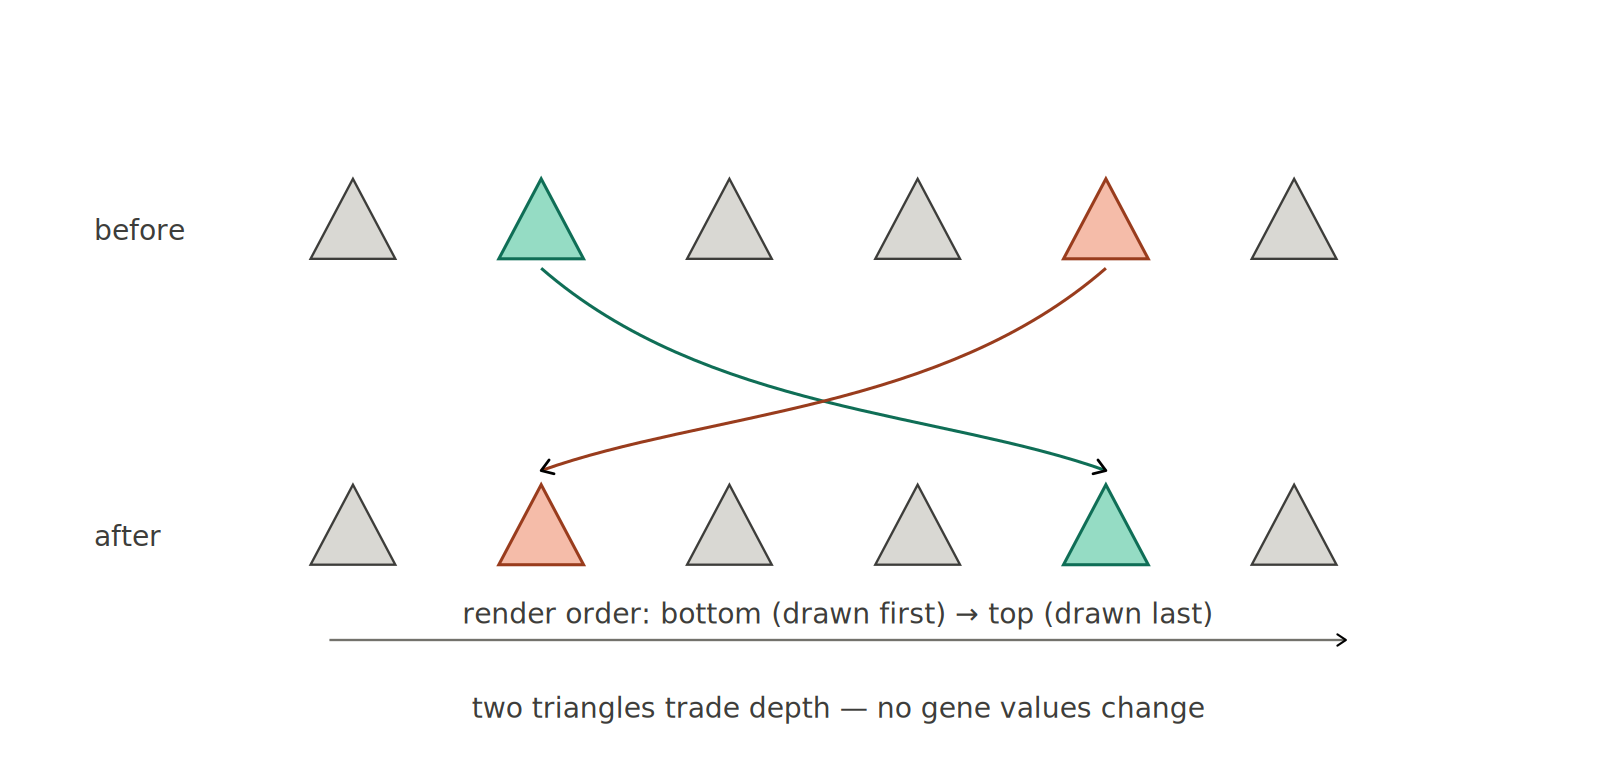 before
after
render order: bottom (drawn first) → top (drawn last)
two triangles trade depth — no gene values change